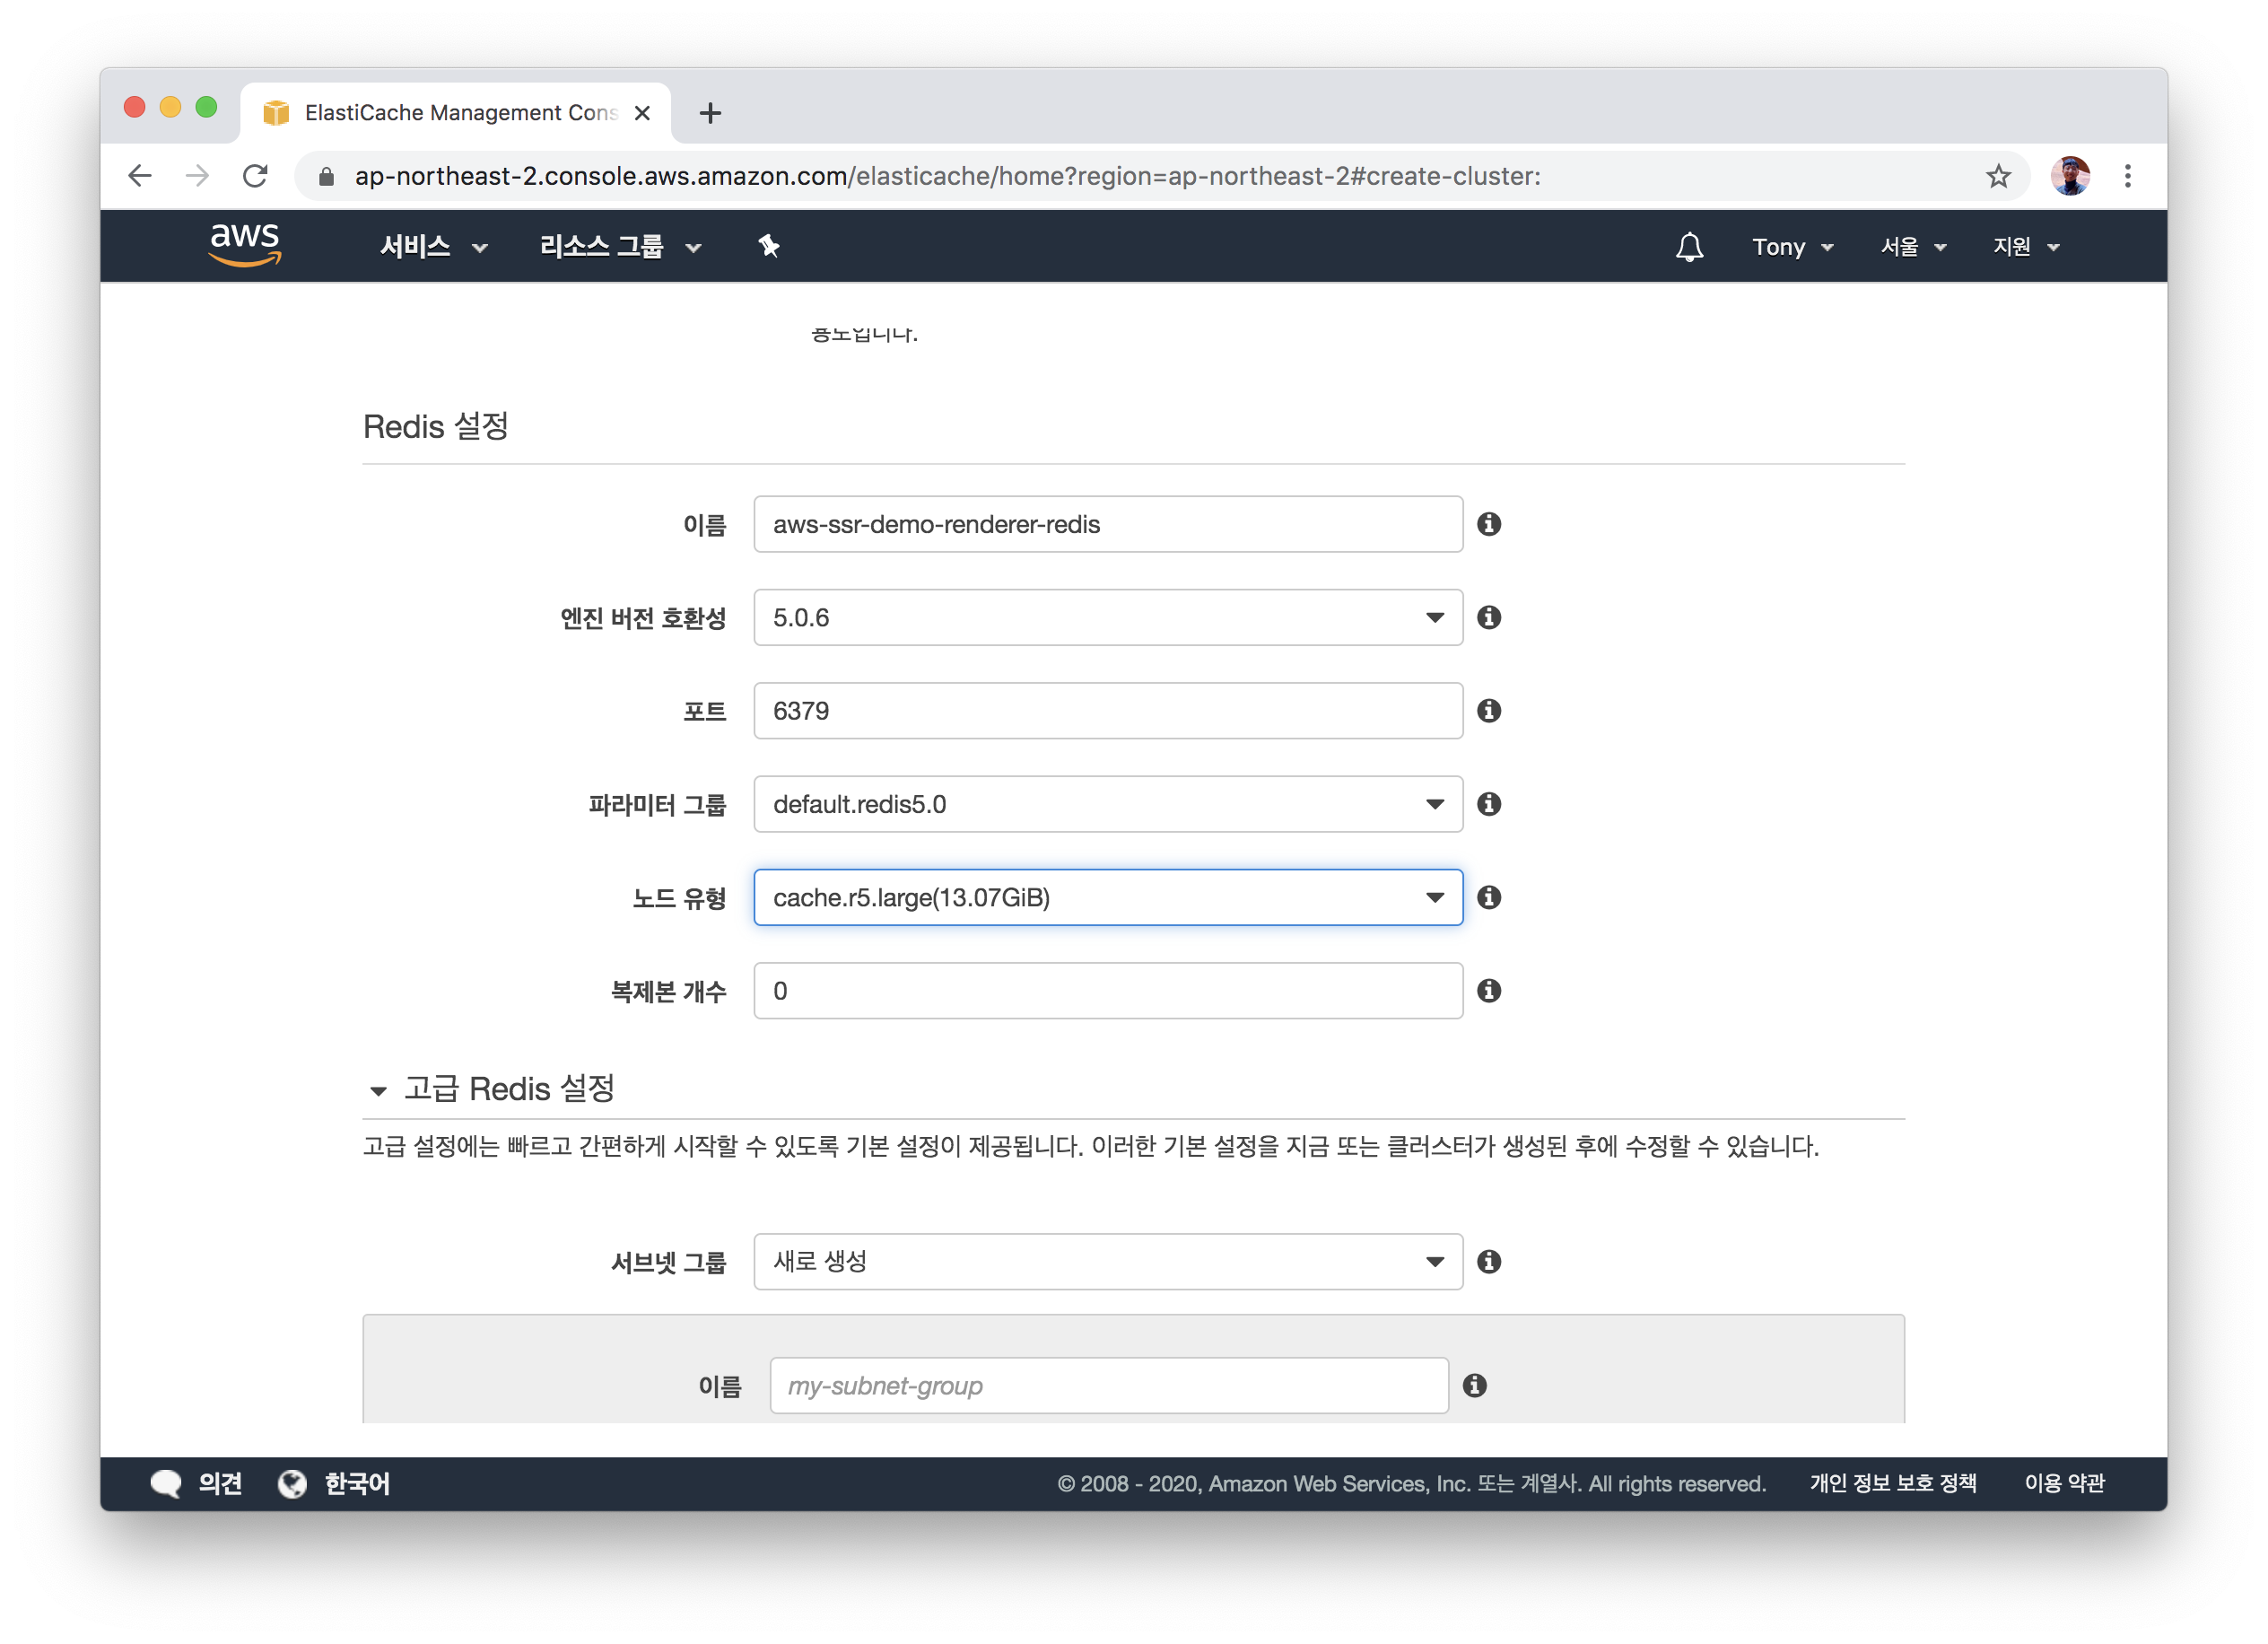 ElastiCache Management Cons
ap-northeast-2.console.aws.amazon.com/elasticache/home?region=ap-northeast-2#create-cluster:
aws 서비스 리소스 그룹 Tony 서울 지원
용도입니다.
Redis 설정
이름 aws-ssr-demo-renderer-redis
엔진 버전 호환성 5.0.6
포트 6379
파라미터 그룹 default.redis5.0
노드 유형 cache.r5.large(13.07GiB)
복제본 개수 0
고급 Redis 설정
고급 설정에는 빠르고 간편하게 시작할 수 있도록 기본 설정이 제공됩니다. 이러한 기본 설정을 지금 또는 클러스터가 생성된 후에 수정할 수 있습니다.
서브넷 그룹 새로 생성
이름 my-subnet-group
의견 한국어 © 2008 - 2020, Amazon Web Services, Inc. 또는 계열사. All rights reserved. 개인 정보 보호 정책 이용 약관